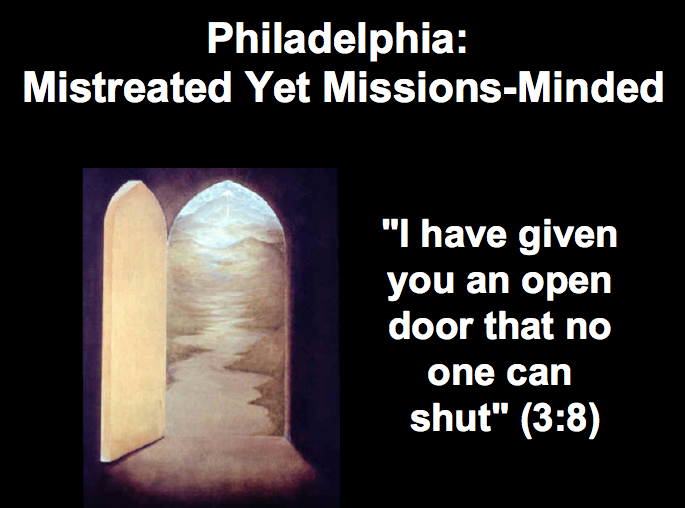 Philadelphia:
Mistreated Yet Missions-Minded
"I have given
you an open
door that no
one can
shut" (3:8)